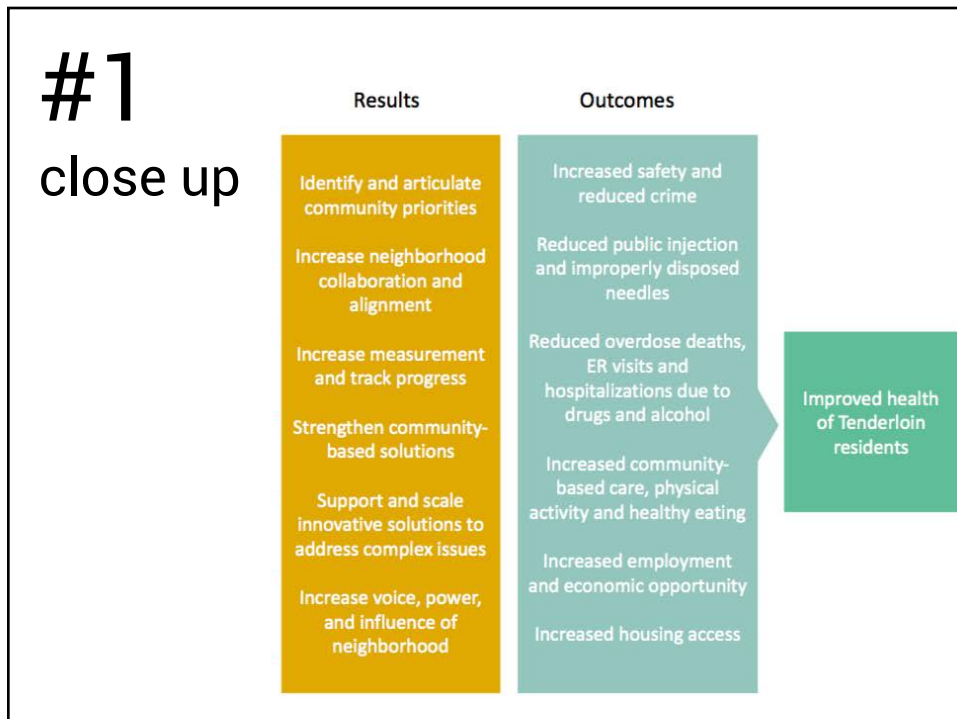 #1
close up
Results
Identify and articulate
community priorities
Increase neighborhood
collaboration and
alignment
Increase measurement
and track progress
Strengthen community-
based solutions
Support and scale
innovative solutions to
address complex issues
Increase voice, power,
and influence of
neighborhood
Outcomes
Increased safety and
reduced crime
Reduced public injection
and improperly disposed
needles
Reduced overdose deaths,
ER visits and
hospitalizations due to
drugs and alcohol
Increased community-
based care, physical
activity and healthy eating
Increased employment
and economic opportunity
Increased housing access
Improved health
of Tenderloin
residents